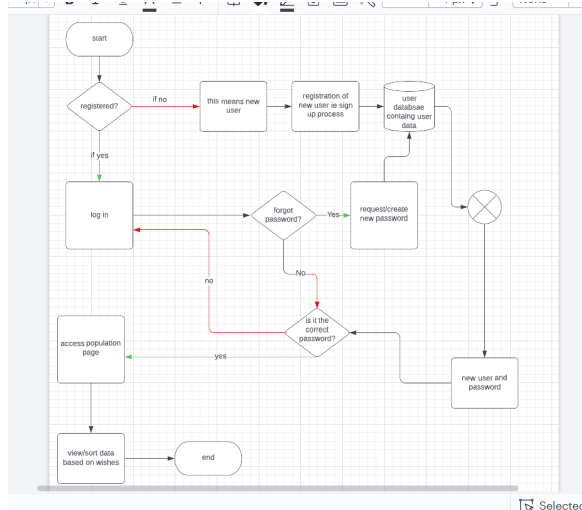 start
registered?
if no
this means new
user
registration of
new user ie sign
up process
user
databsae
containg user
data
if yes
log in
forgot
password?
Yes
request/create
new password
No
no
is it the
correct
password?
access population
page
yes
new user and
password
view/sort data
based on wishes
end
Selected